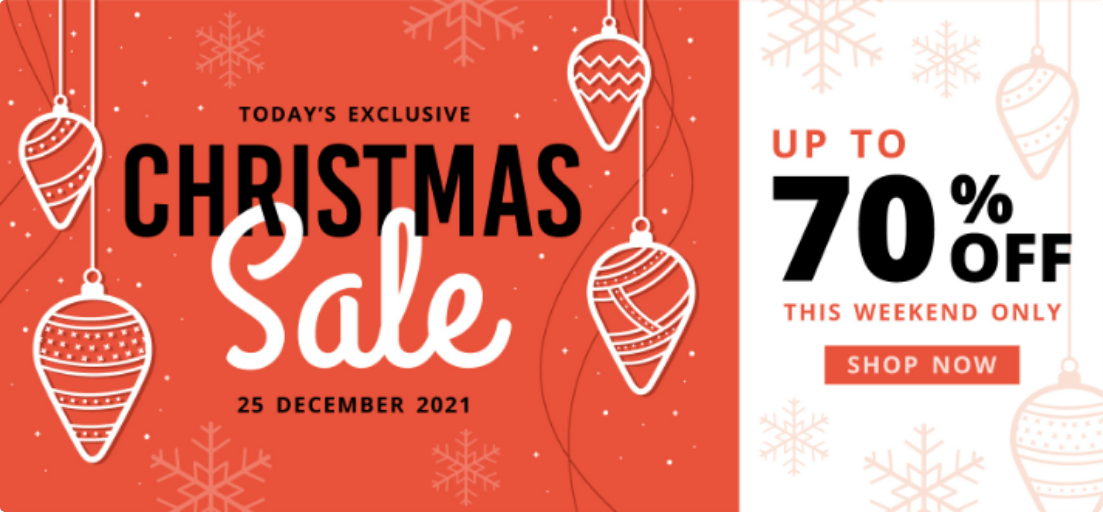 TODAY'S EXCLUSIVE
CHRISTMAS
Sale
25 DECEMBER 2021
UP TO
70% OFF
THIS WEEKEND ONLY
SHOP NOW